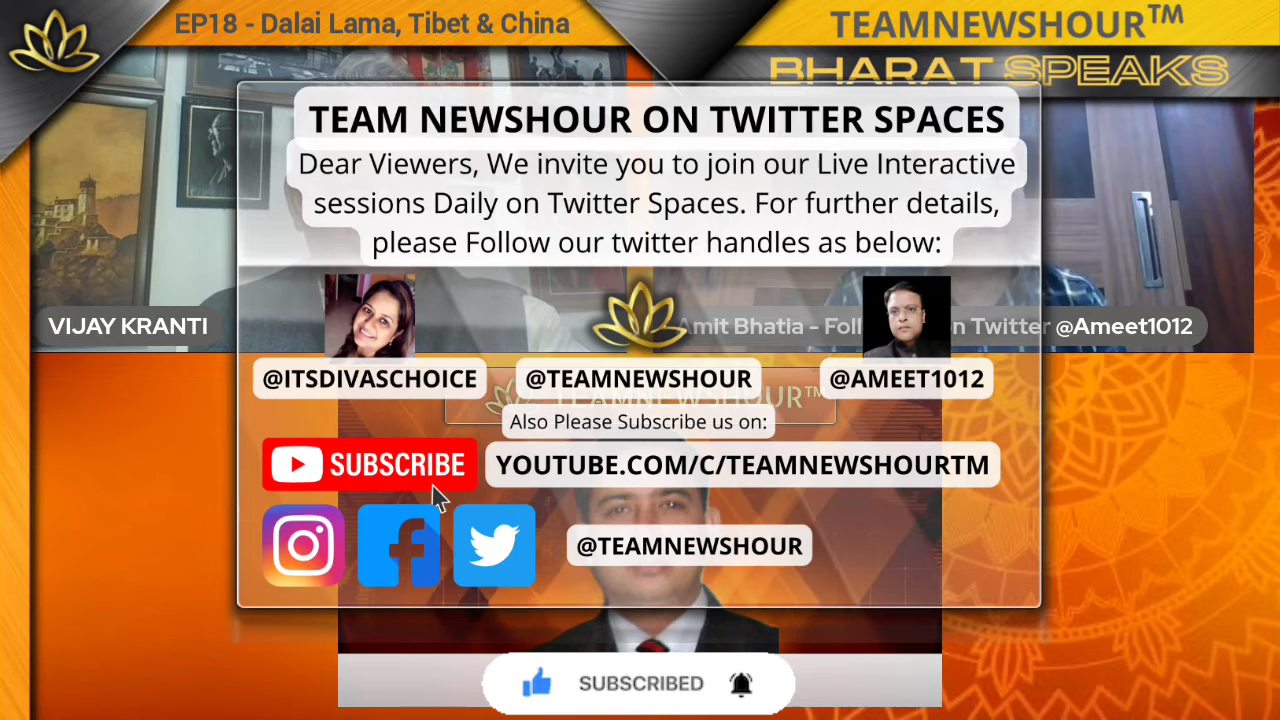 EP18 - Dalai Lama, Tibet & China
TEAMNEWSHOUR™
BHARAT SPEAKS
TEAM NEWSHOUR ON TWITTER SPACES
Dear Viewers, We invite you to join our Live Interactive
sessions Daily on Twitter Spaces. For further details,
please Follow our twitter handles as below:
VIJAY KRANTI
Amit Bhatia - Foll n Twitter @Ameet1012
@ITSDIVASCHOICE
@TEAMNEWSHOUR
@AMEET1012
TEAMNEWSHOUR™
Also Please Subscribe us on:
SUBSCRIBE
YOUTUBE.COM/C/TEAMNEWSHOURTM
@TEAMNEWSHOUR
SUBSCRIBED